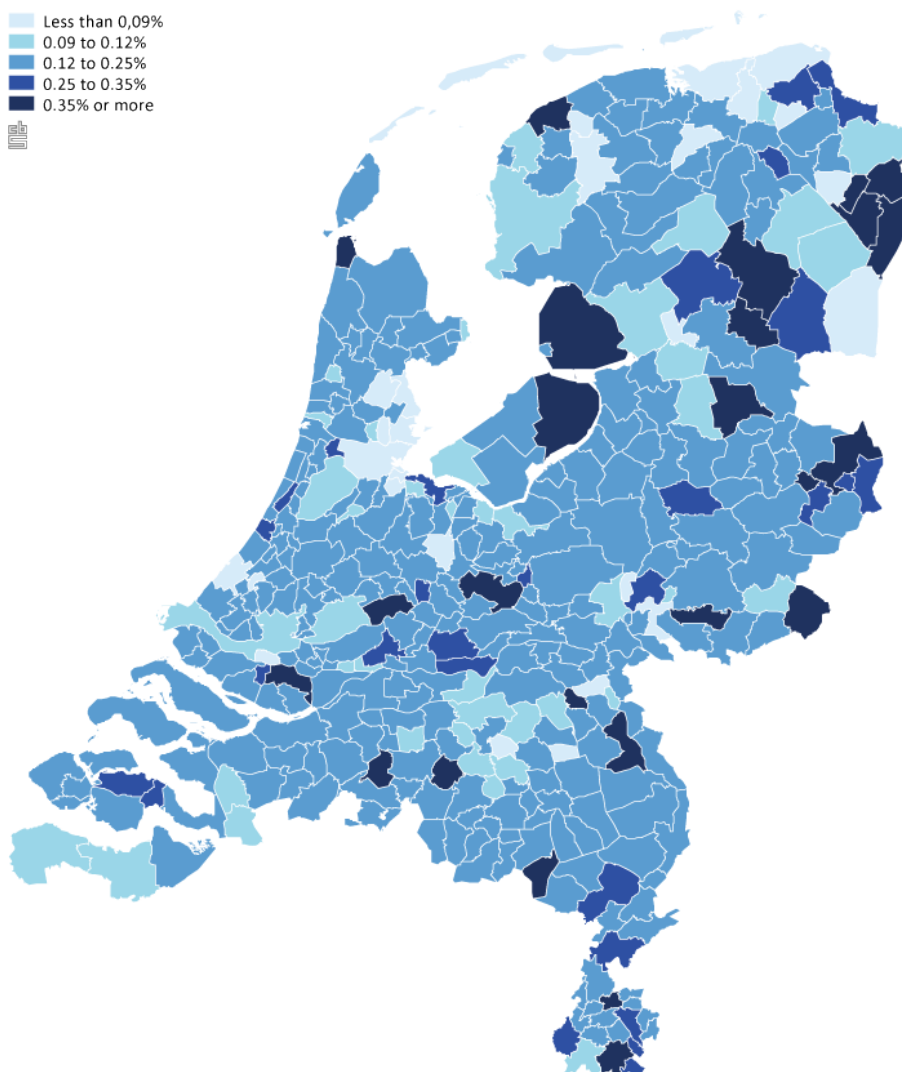 Less than 0,09%
0.09 to 0.12%
0.12 to 0.25%
0.25 to 0.35%
0.35% or more